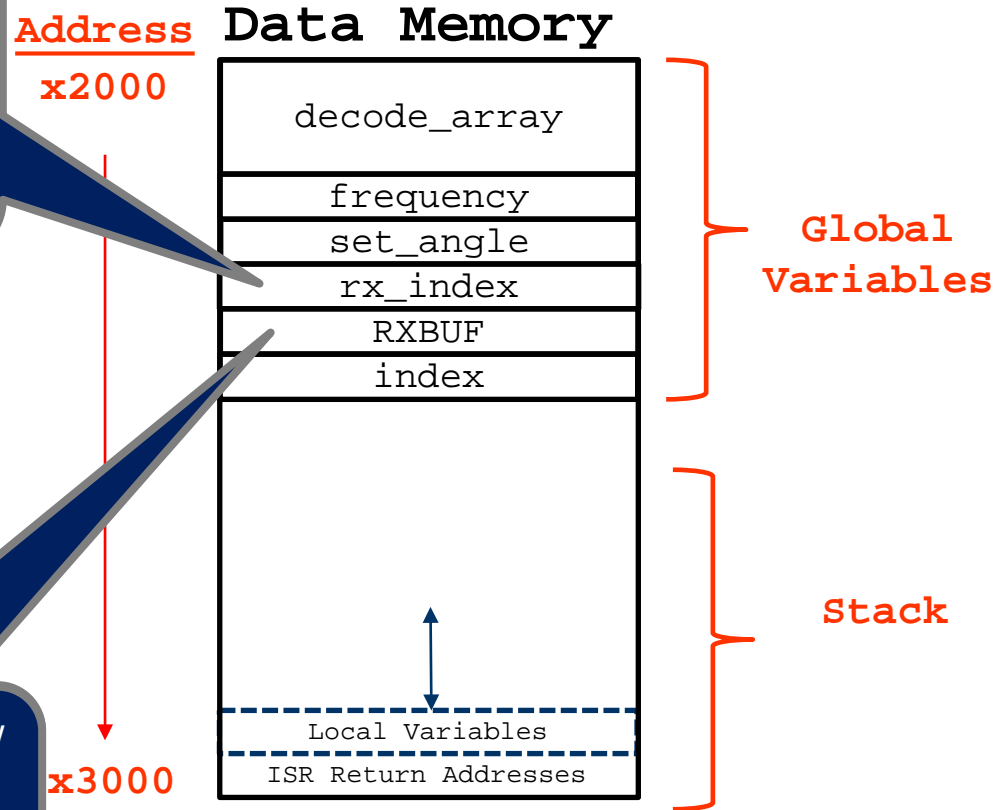 Address
Data Memory
x2000
decode_array
frequency
set_angle
rx_index
RXBUF
index
Global
Variables
Stack
Local Variables
ISR Return Addresses
x3000